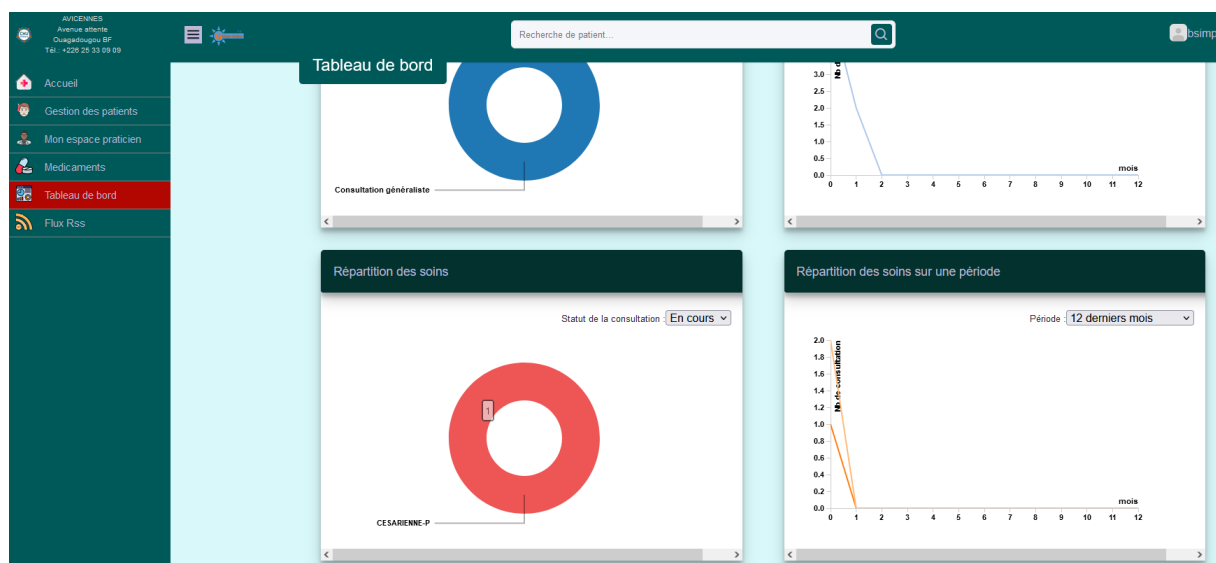 AVICENNES
Avenue attente
Ouagadougou BF
Tél.: +226 25 33 09 09
Recherche de patient...
bsimp
Accueil
Gestion des patients
Mon espace praticien
Medicaments
Tableau de bord
Flux Rss
Tableau de bord
Consultation généraliste
3.0
Nb d
2.5
2.0
1.5
1.0
0.5
0.0
mois
0 1 2 3 4 5 6 7 8 9 10 11 12
Répartition des soins
Statut de la consultation : En cours
1
CESARIENNE-P
Répartition des soins sur une période
Période : 12 derniers mois
2.0
1.8
1.6
1.4
1.2
1.0
0.8
0.6
0.4
0.2
0.0
Nb de consultation
mois
0 1 2 3 4 5 6 7 8 9 10 11 12